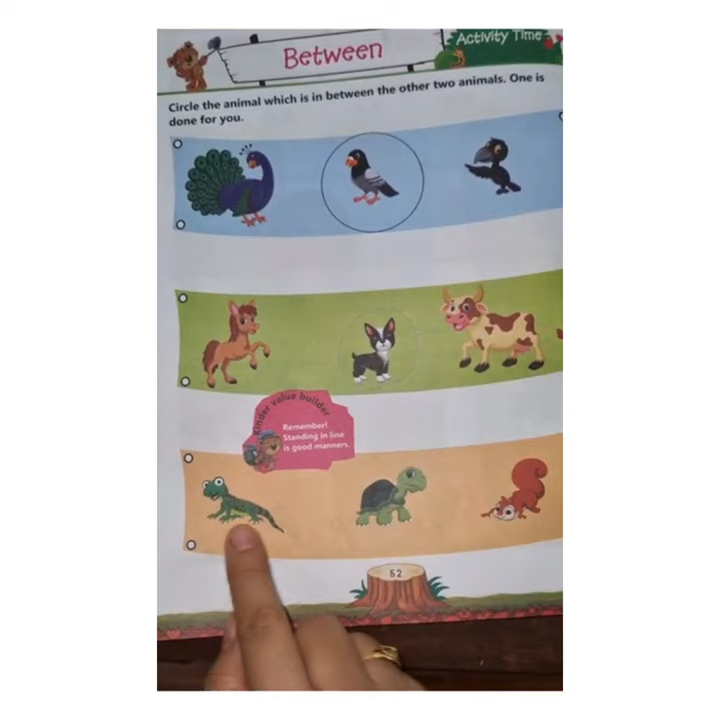 Between
Activity Time
Circle the animal which is in between the other two animals. One is
done for you.
Kinder value builder
Remember!
Standing in line
is good manners.
52